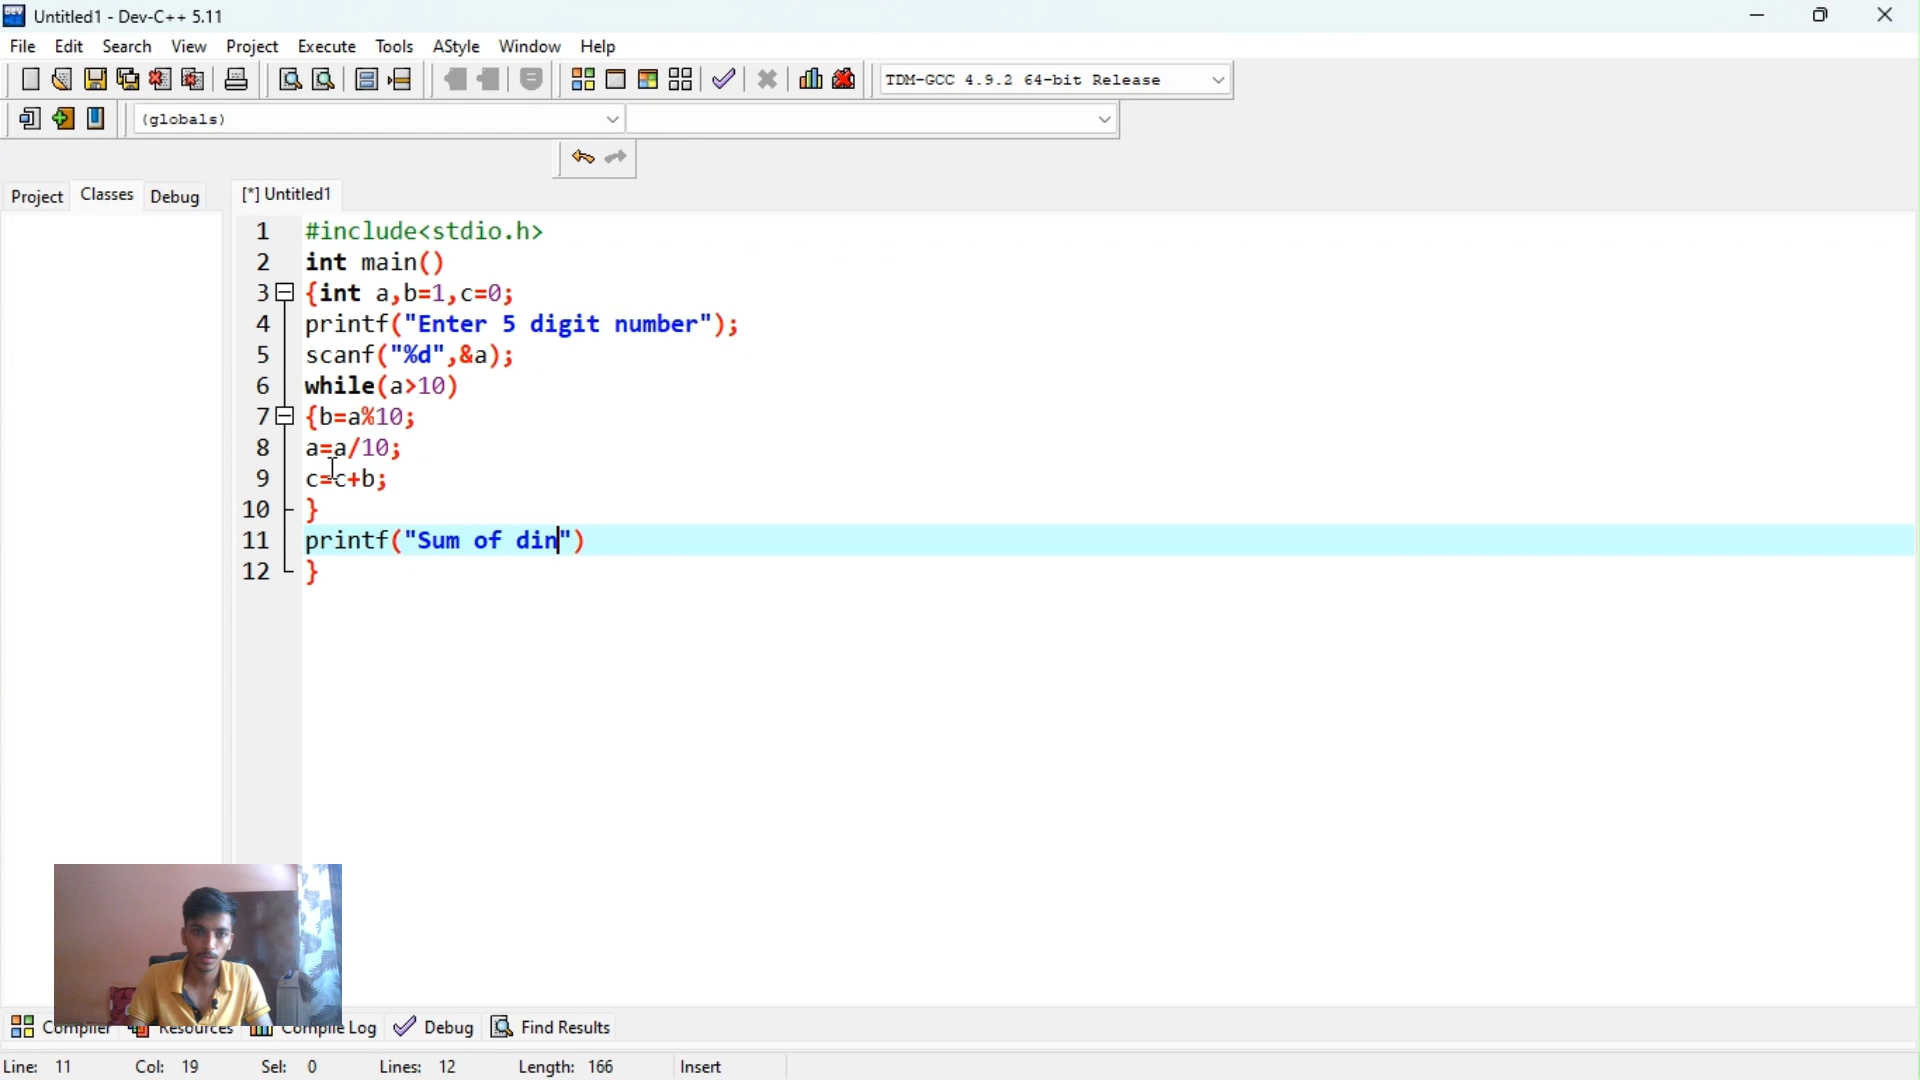 Untitled1 - Dev-C++ 5.11
File Edit Search View Project Execute Tools AStyle Window Help
TDM-GCC 4.9.2 64-bit Release
(globals)
Project Classes Debug [*] Untitled1
1 #include<stdio.h>
2 int main()
3 {int a,b=1,c=0;
4 printf("Enter 5 digit number");
5 scanf("%d",&a);
6 while(a>10)
7 {b=a%10;
8 a=a/10;
9 c=c+b;
10 }
11 printf("Sum of din")
12 }
Compiler Resources Compile Log Debug Find Results
Line: 11 Col: 19 Sel: 0 Lines: 12 Length: 166 Insert